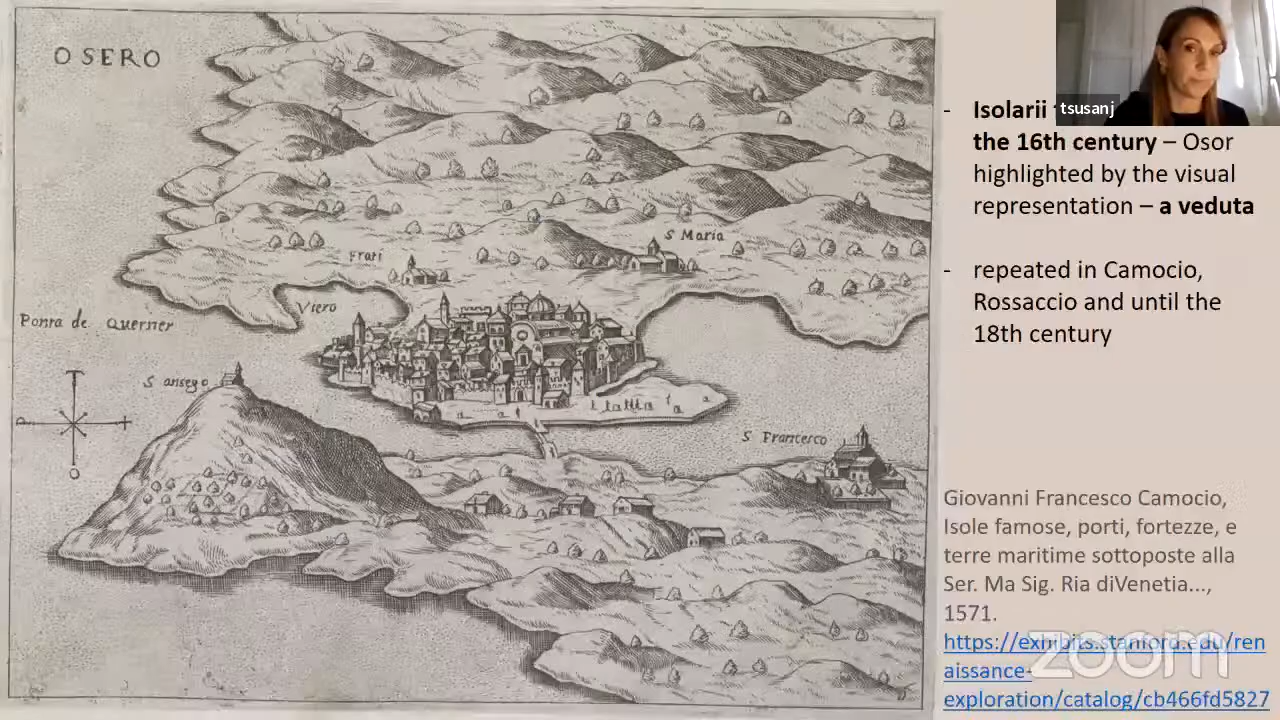 OSERO
S Maria
Frati
Viero
Ponta de Querner
S ansego
S Francesco
- Isolarii
the 16th century – Osor
highlighted by the visual
representation – a veduta
- repeated in Camocio,
Rossaccio and until the
18th century
Giovanni Francesco Camocio,
Isole famose, porti, fortezze, e
terre maritime sottoposte alla
Ser. Ma Sig. Ria diVenetia...,
1571.
https://exhibits.stanford.edu/ren
aissance-
exploration/catalog/cb466fd5827
tsusanj
zoom